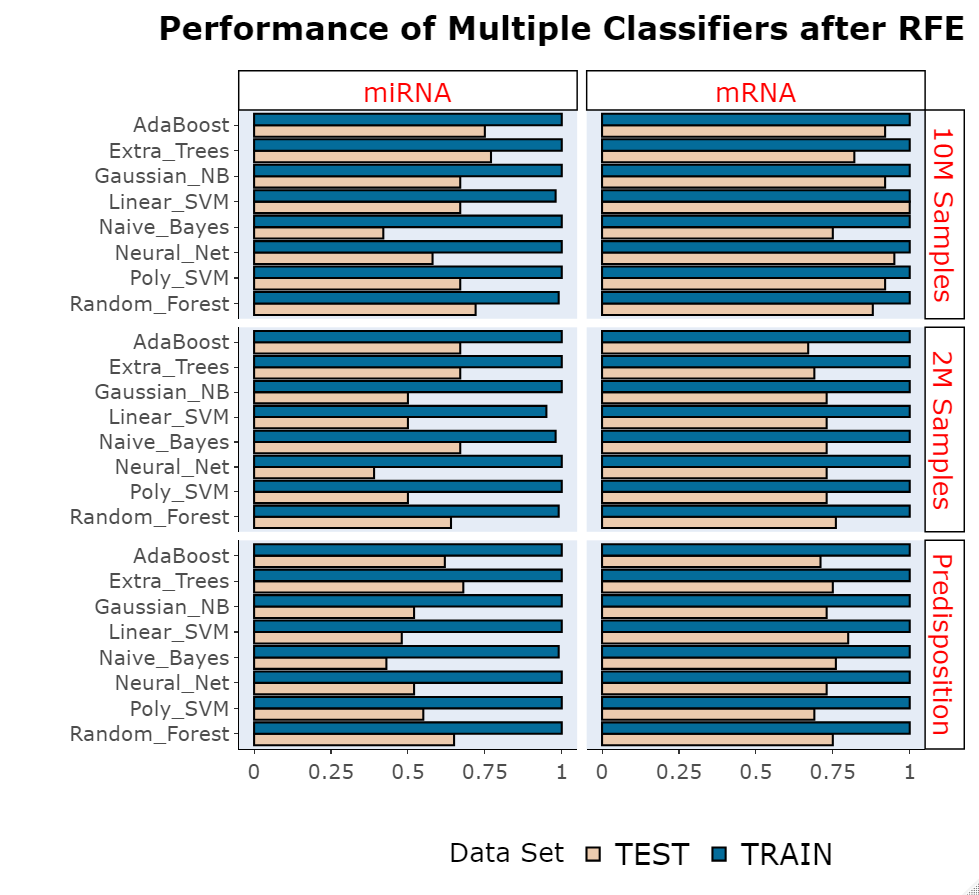 Performance of Multiple Classifiers after RFE
miRNA
mRNA
AdaBoost
Extra_Trees
Gaussian_NB
Linear_SVM
Naive_Bayes
Neural_Net
Poly_SVM
Random_Forest
10M Samples
AdaBoost
Extra_Trees
Gaussian_NB
Linear_SVM
Naive_Bayes
Neural_Net
Poly_SVM
Random_Forest
2M Samples
AdaBoost
Extra_Trees
Gaussian_NB
Linear_SVM
Naive_Bayes
Neural_Net
Poly_SVM
Random_Forest
Predisposition
0 0.25 0.5 0.75 1
0 0.25 0.5 0.75 1
Data Set TEST TRAIN